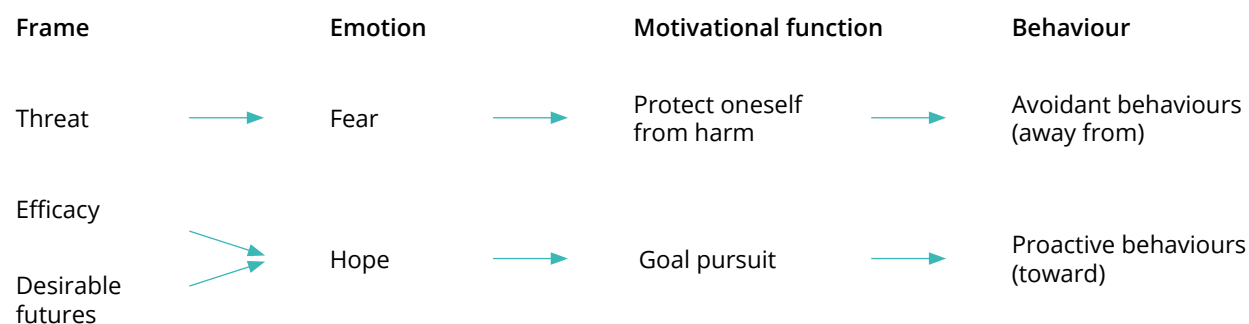 Frame Emotion Motivational function Behaviour
Threat Fear Protect oneself from harm Avoidant behaviours (away from)
Efficacy
Desirable futures
Hope Goal pursuit Proactive behaviours (toward)